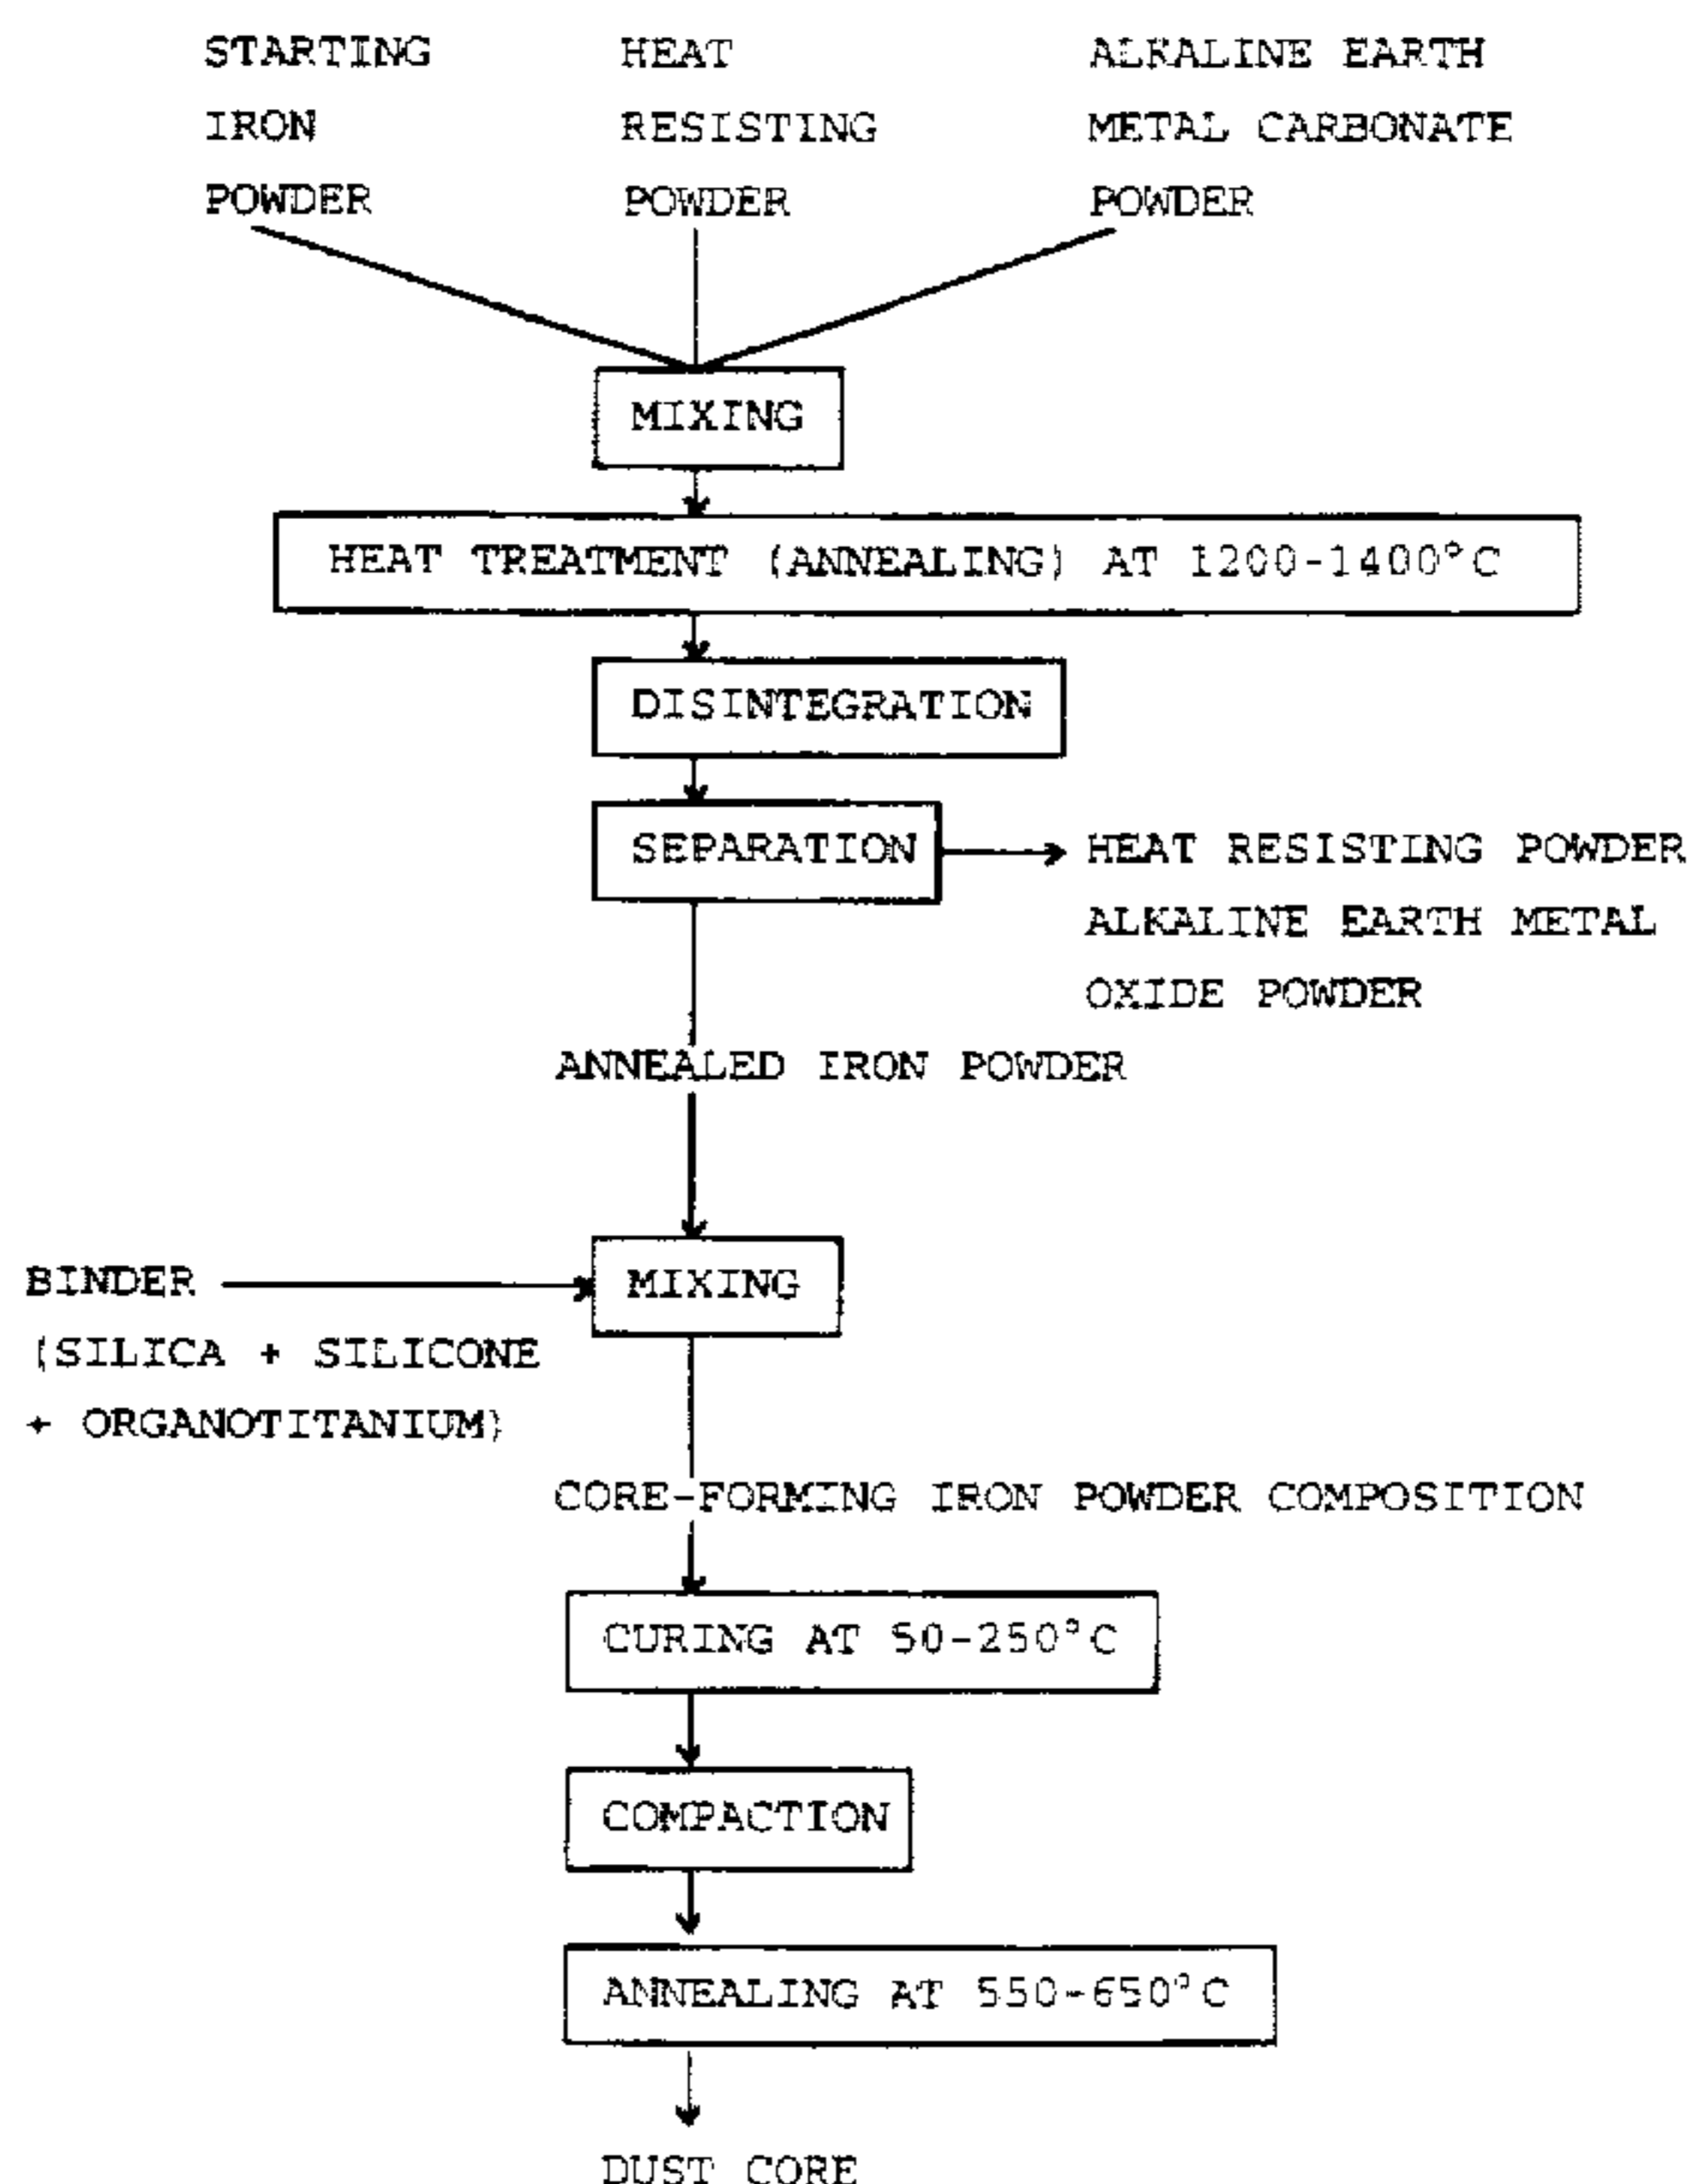 STARTING
IRON
POWDER
HEAT
RESISTING
POWDER
ALKALINE EARTH
METAL CARBONATE
POWDER
MIXING
HEAT TREATMENT (ANNEALING) AT 1200-1400°C
DISINTEGRATION
SEPARATION
HEAT RESISTING POWDER
ALKALINE EARTH METAL
OXIDE POWDER
ANNEALED IRON POWDER
BINDER
(SILICA + SILICONE
+ ORGANOTITANIUM)
MIXING
CORE-FORMING IRON POWDER COMPOSITION
CURING AT 50-250°C
COMPACTION
ANNEALING AT 550-650°C
DUST CORE